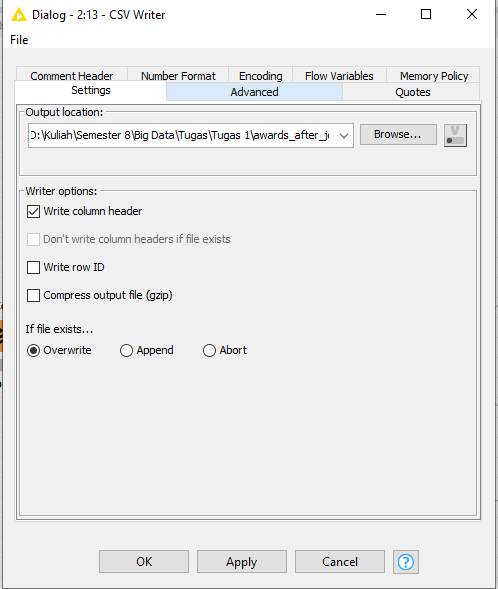 Dialog - 2:13 - CSV Writer
File
Comment Header Number Format Encoding Flow Variables Memory Policy
Settings Advanced Quotes
Output location:
D:\Kuliah\Semester 8\Big Data\Tugas\Tugas 1\awards_after_ju Browse... V
Writer options:
Write column header
Don't write column headers if file exists
Write row ID
Compress output file (gzip)
If file exists...
Overwrite Append Abort
OK Apply Cancel ?